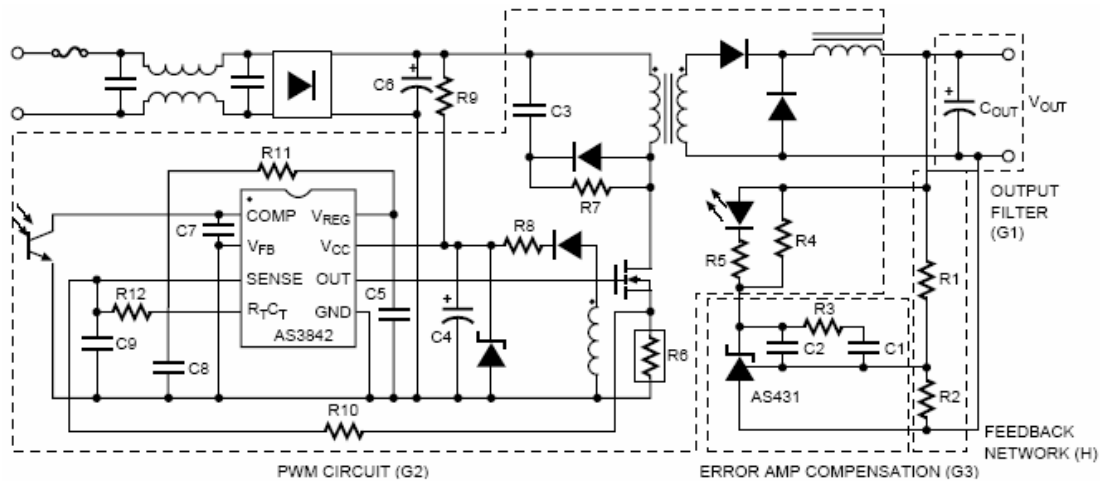 C6
R9
C3
R7
COUT
VOUT
OUTPUT
FILTER
(G1)
R11
COMP
VREG
VFB
VCC
SENSE
OUT
RTCT
GND
AS3842
C7
R12
C9
C8
C5
C4
R8
R6
R10
R5
R4
R3
C2
C1
AS431
R1
R2
FEEDBACK
NETWORK (H)
PWM CIRCUIT (G2)
ERROR AMP COMPENSATION (G3)